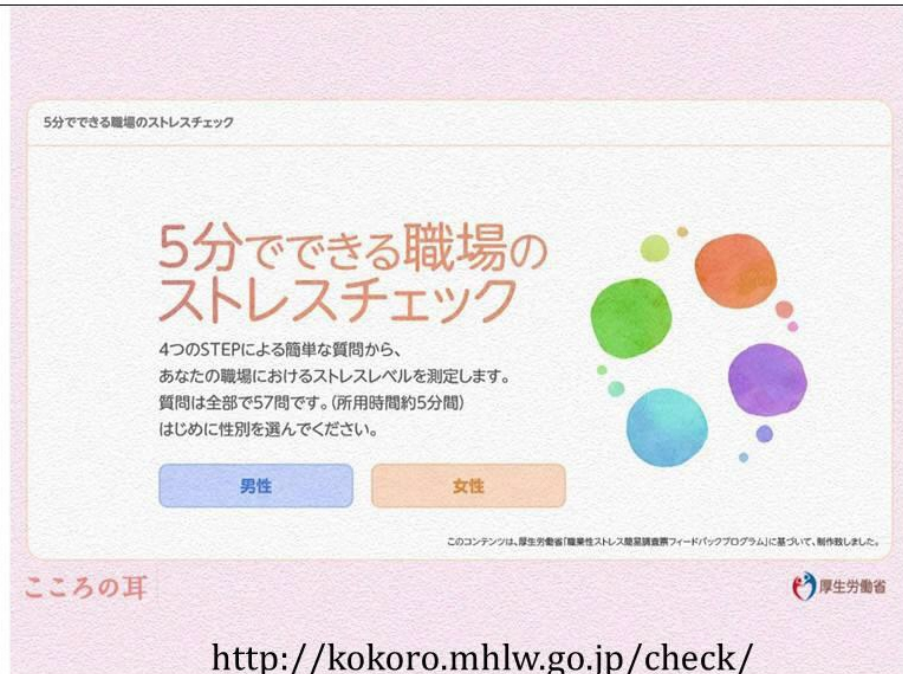 5分でできる職場のストレスチェック
5分でできる職場の
ストレスチェック
4つのSTEPによる簡単な質問から、
あなたの職場におけるストレスレベルを測定します。
質問は全部で57問です。(所用時間約5分間)
はじめに性別を選んでください。
男性
女性
このコンテンツは、厚生労働省「職業性ストレス簡易調査票フィードバックプログラム」に基づいて、制作致しました。
こころの耳
厚生労働省
http://kokoro.mhlw.go.jp/check/